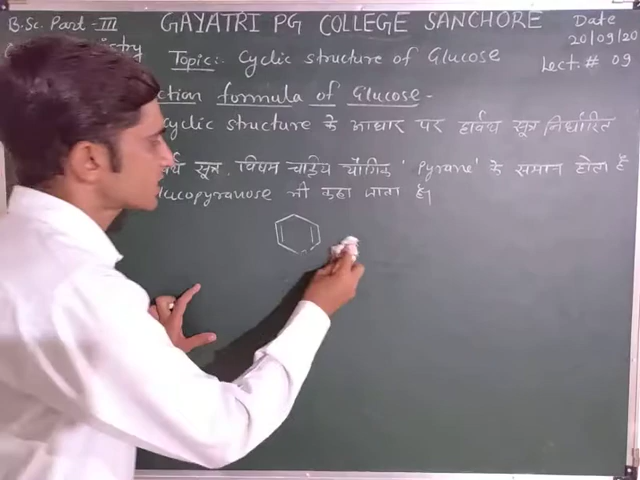 B.Sc. Part-III GAYATRI PG COLLEGE SANCHORE Date
20/09/20
Topic:- Cyclic structure of Glucose Lect.# 09
formula of Glucose-
cyclic structure के आधार पर हावर्थ सूत्र निर्धारित
सूत्र, विषम चक्रीय यौगिक 'Pyrane' के समान होता है
lucopyranose भी कहा जाता है।